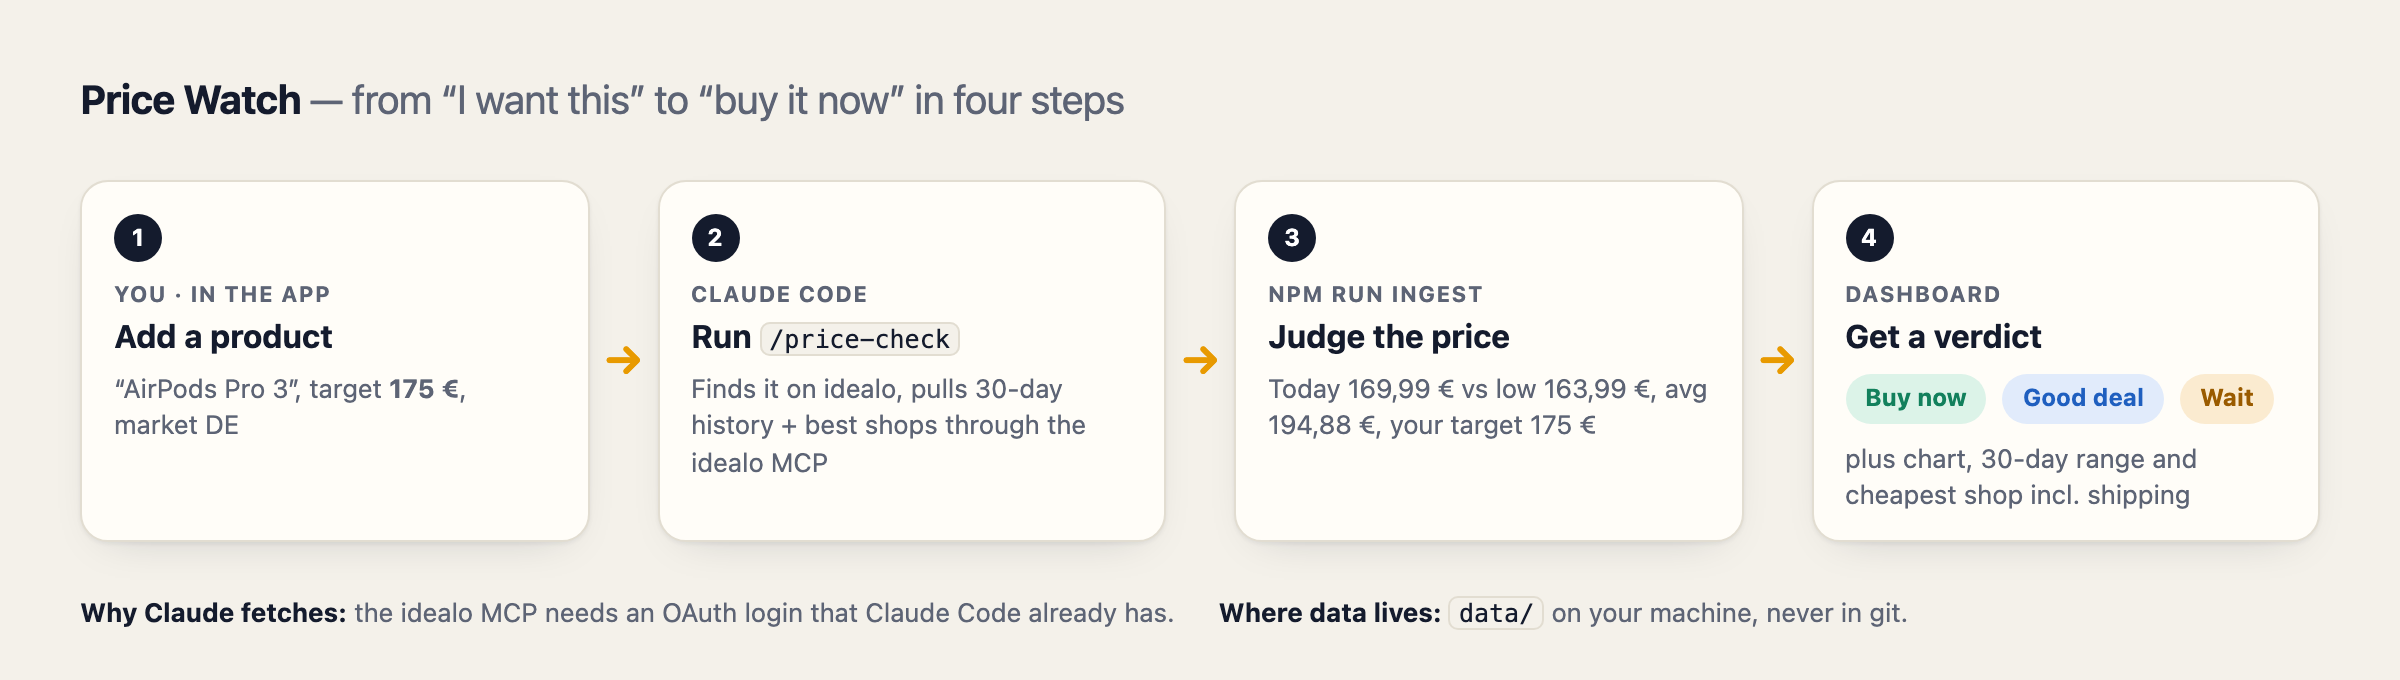 Price Watch — from “I want this” to “buy it now” in four steps
1
YOU · IN THE APP
Add a product
“AirPods Pro 3”, target 175 €,
market DE
2
CLAUDE CODE
Run /price-check
Finds it on idealo, pulls 30-day
history + best shops through the
idealo MCP
3
NPM RUN INGEST
Judge the price
Today 169,99 € vs low 163,99 €, avg
194,88 €, your target 175 €
4
DASHBOARD
Get a verdict
Buy now Good deal Wait
plus chart, 30-day range and
cheapest shop incl. shipping
Why Claude fetches: the idealo MCP needs an OAuth login that Claude Code already has. Where data lives: data/ on your machine, never in git.